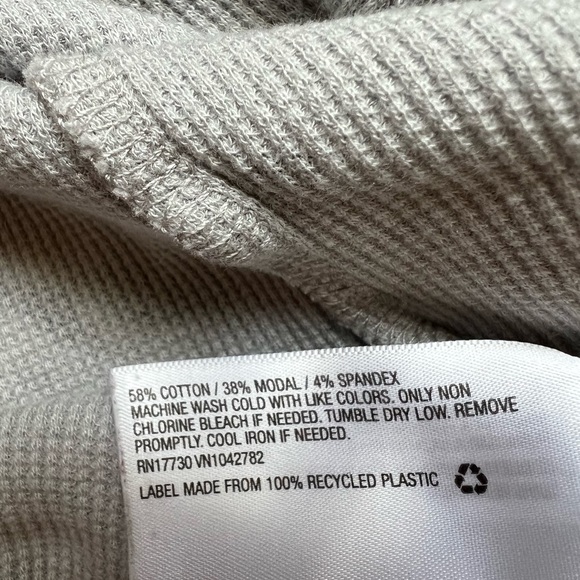 58% COTTON / 38% MODAL / 4% SPANDEX
MACHINE WASH COLD WITH LIKE COLORS. ONLY NON
CHLORINE BLEACH IF NEEDED. TUMBLE DRY LOW. REMOVE
PROMPTLY. COOL IRON IF NEEDED.
RN17730 VN1042782
LABEL MADE FROM 100% RECYCLED PLASTIC